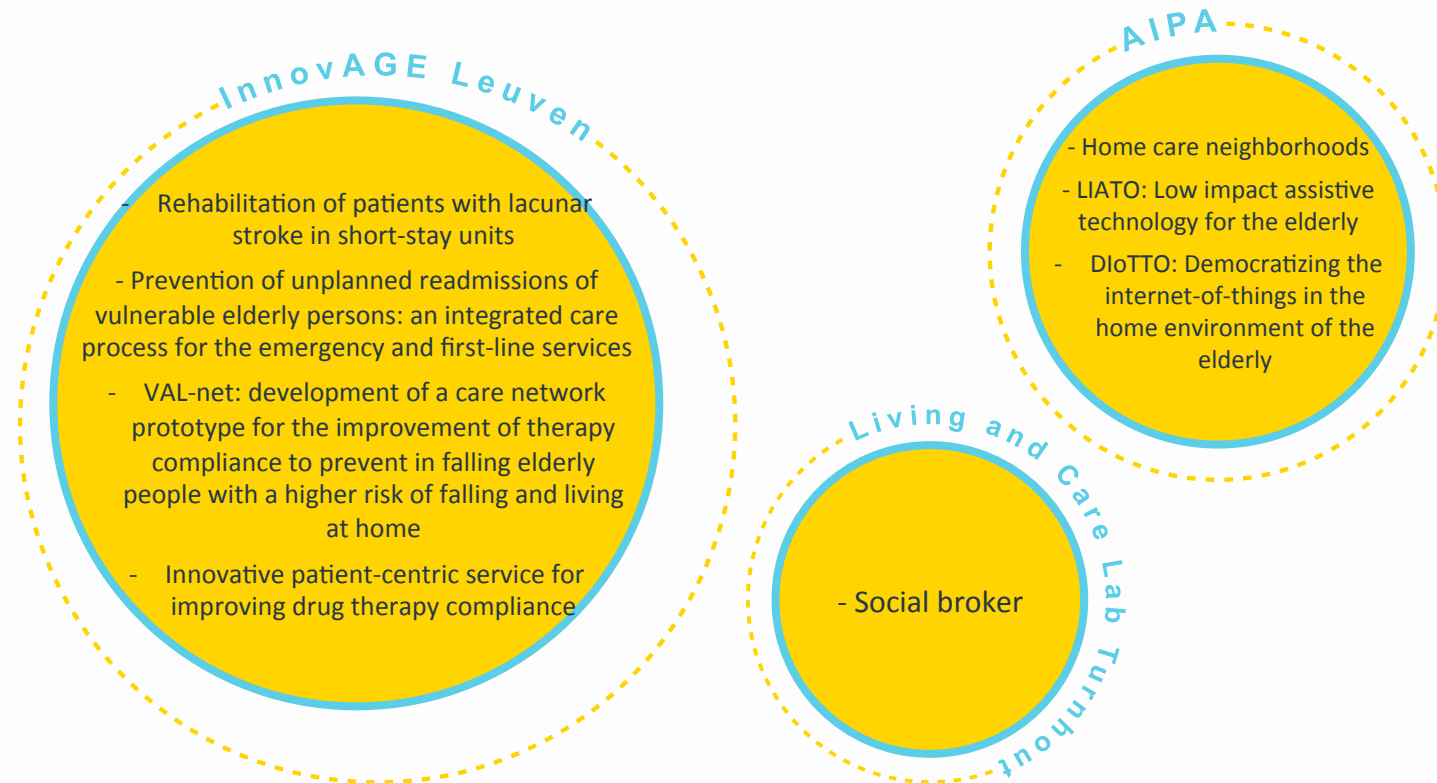 InnovAGE Leuven
- Rehabilitation of patients with lacunar
stroke in short-stay units
- Prevention of unplanned readmissions of
vulnerable elderly persons: an integrated care
process for the emergency and first-line services
- VAL-net: development of a care network
prototype for the improvement of therapy
compliance to prevent in falling elderly
people with a higher risk of falling and living
at home
- Innovative patient-centric service for
improving drug therapy compliance
AIPA
- Home care neighborhoods
- LIATO: Low impact assistive
technology for the elderly
- DIoTTO: Democratizing the
internet-of-things in the
home environment of the
elderly
Living and Care Lab Turnhout
- Social broker